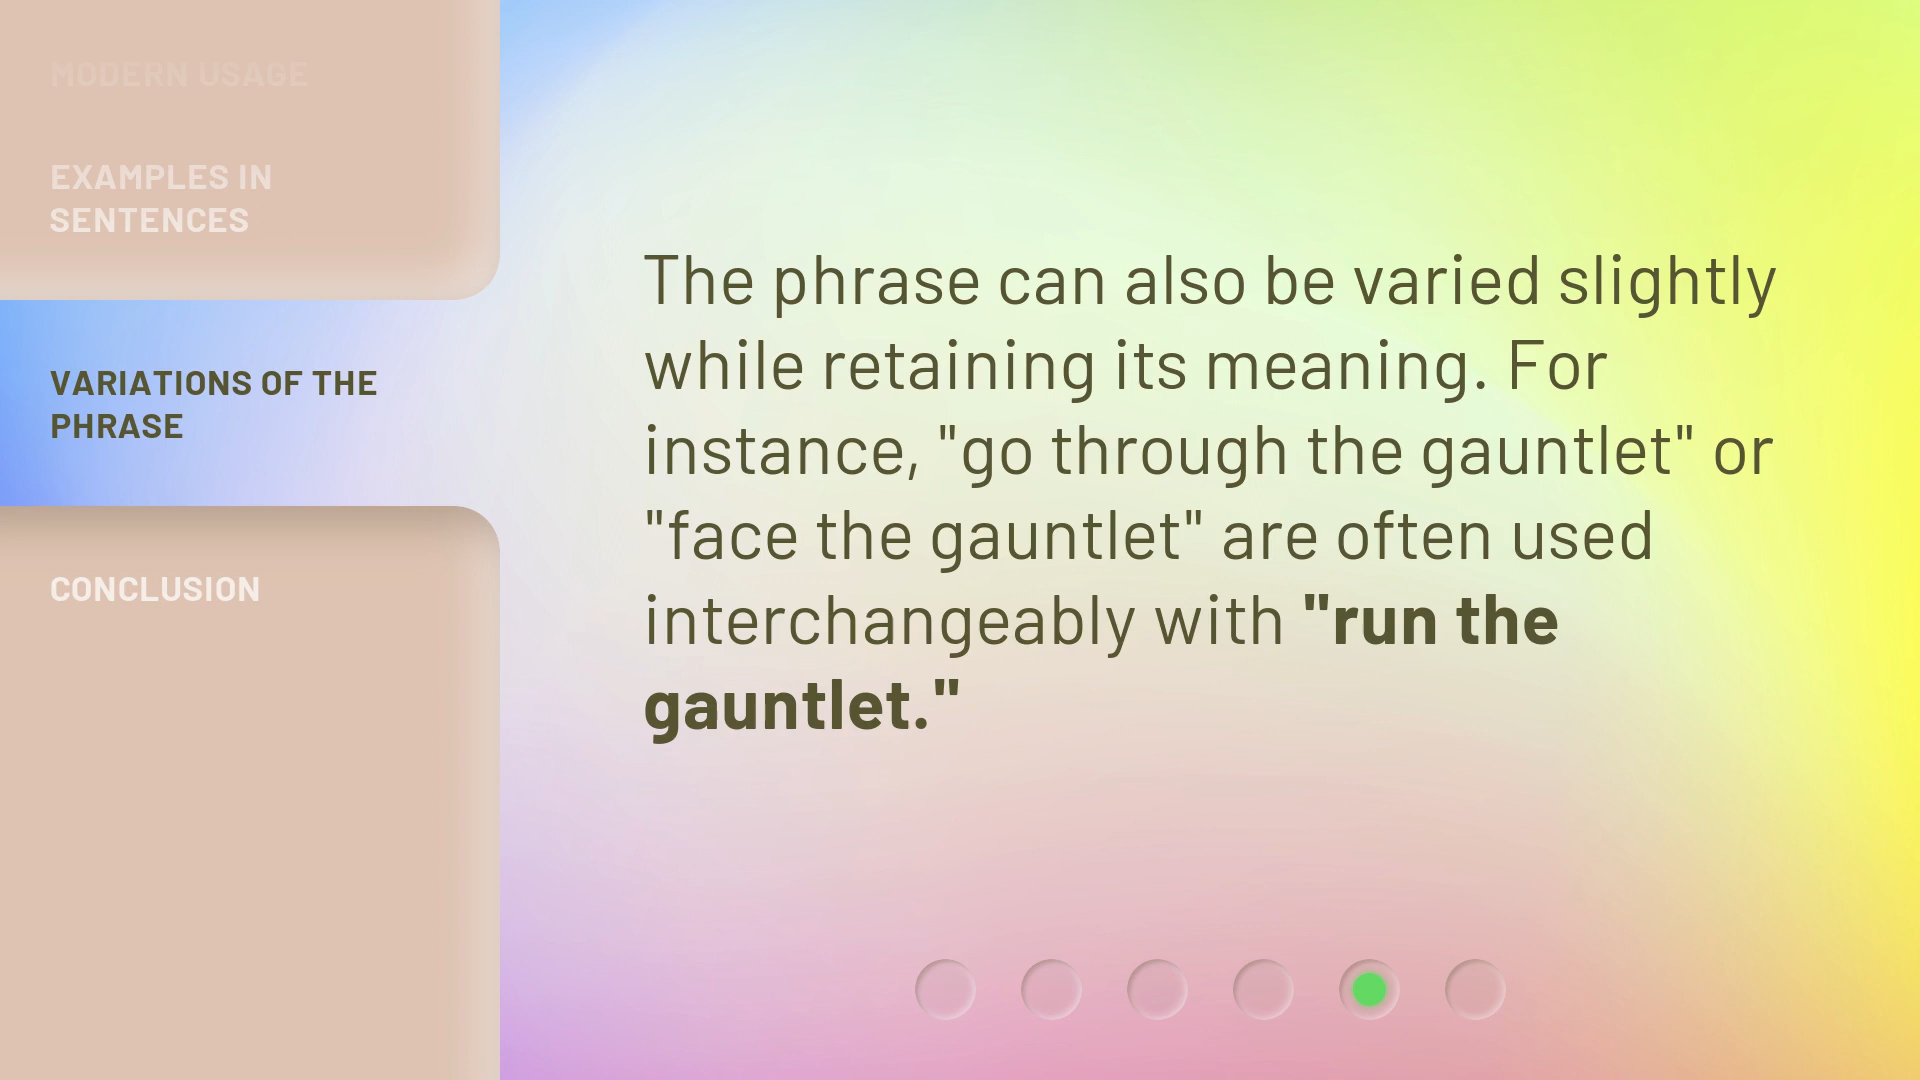 MODERN USAGE
EXAMPLES IN
SENTENCES
VARIATIONS OF THE
PHRASE
CONCLUSION
The phrase can also be varied slightly
while retaining its meaning. For
instance, "go through the gauntlet" or
"face the gauntlet" are often used
interchangeably with "run the
gauntlet."